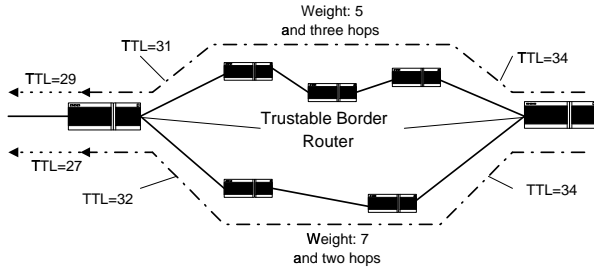 Weight: 5
and three hops
TTL=31
TTL=34
TTL=29
Trustable Border
Router
TTL=27
TTL=32
TTL=34
Weight: 7
and two hops